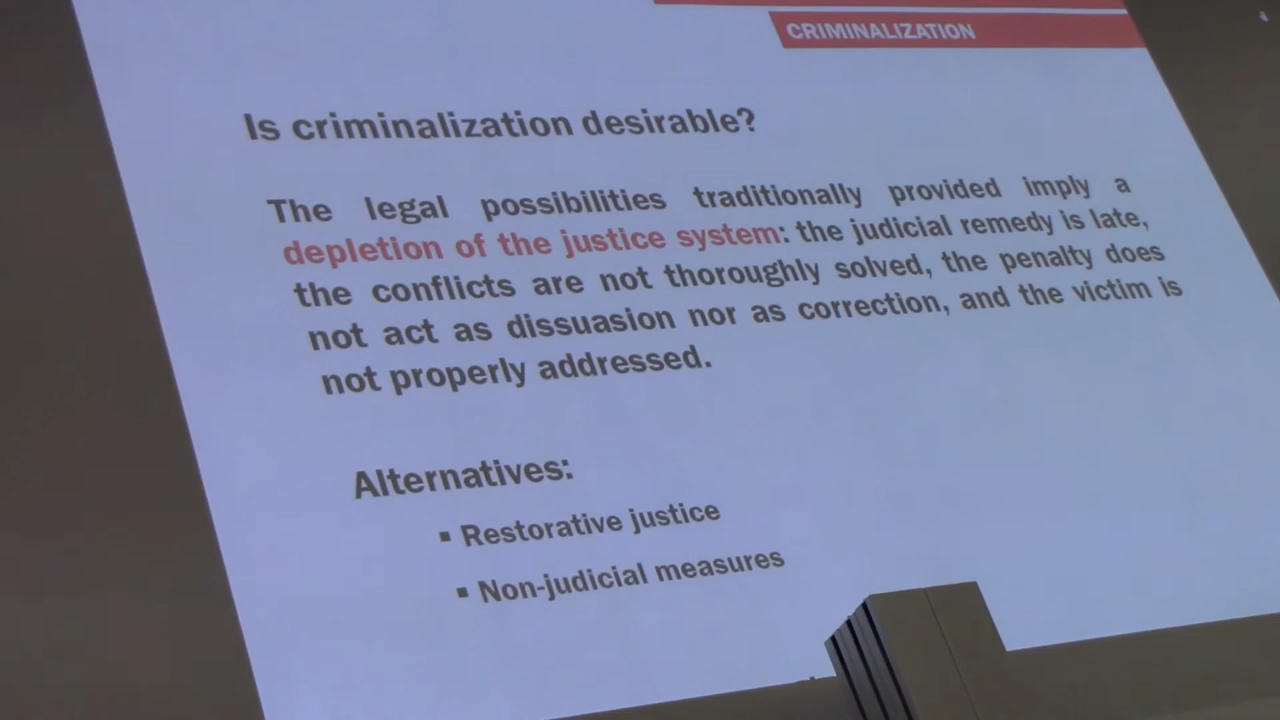 CRIMINALIZATION
Is criminalization desirable?
The legal possibilities traditionally provided imply a
depletion of the justice system: the judicial remedy is late,
the conflicts are not thoroughly solved, the penalty does
not act as dissuasion nor as correction, and the victim is
not properly addressed.
Alternatives:
▪ Restorative justice
▪ Non-judicial measures